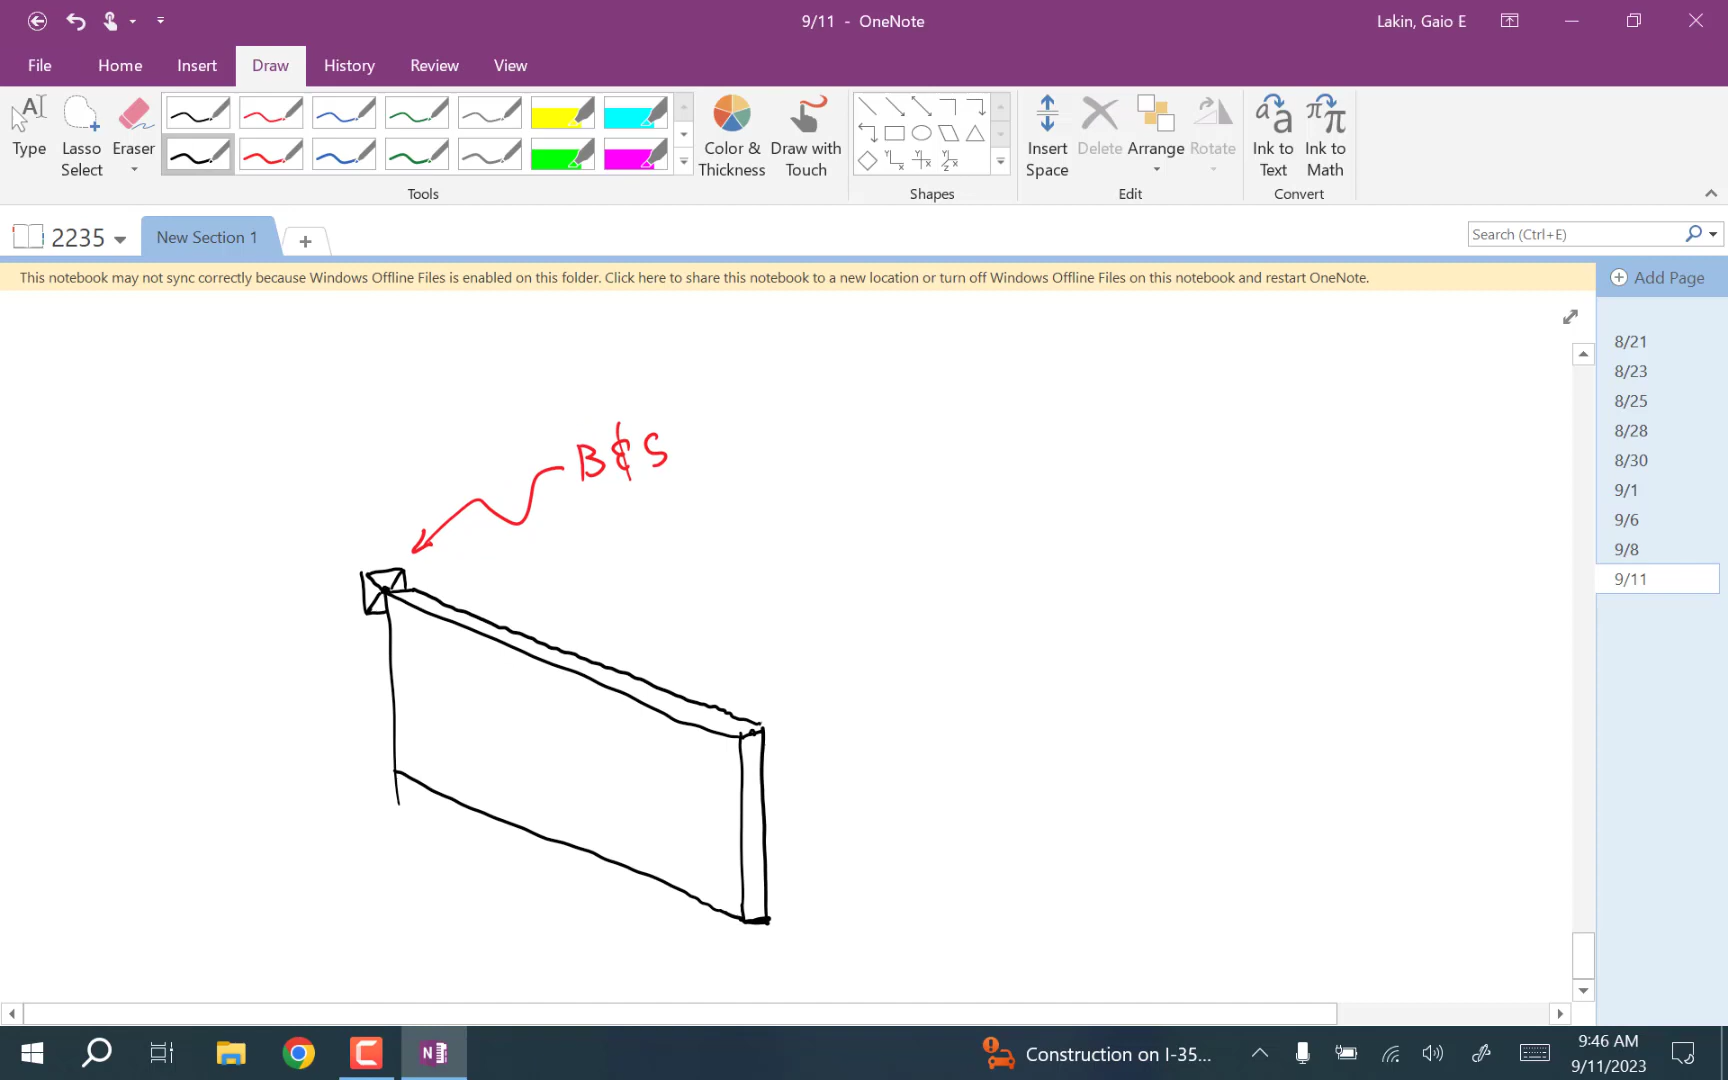 9/11 - OneNote
Lakin, Gaio E
File Home Insert Draw History Review View
Type
Lasso Select
Eraser
Color & Thickness
Draw with Touch
Insert Space
Delete
Arrange
Rotate
Ink to Text
Ink to Math
Tools
Shapes
Edit
Convert
2235
New Section 1
Search (Ctrl+E)
This notebook may not sync correctly because Windows Offline Files is enabled on this folder. Click here to share this notebook to a new location or turn off Windows Offline Files on this notebook and restart OneNote.
Add Page
8/21
8/23
8/25
8/28
8/30
9/1
9/6
9/8
9/11
B & S
Construction on I-35...
9:46 AM
9/11/2023